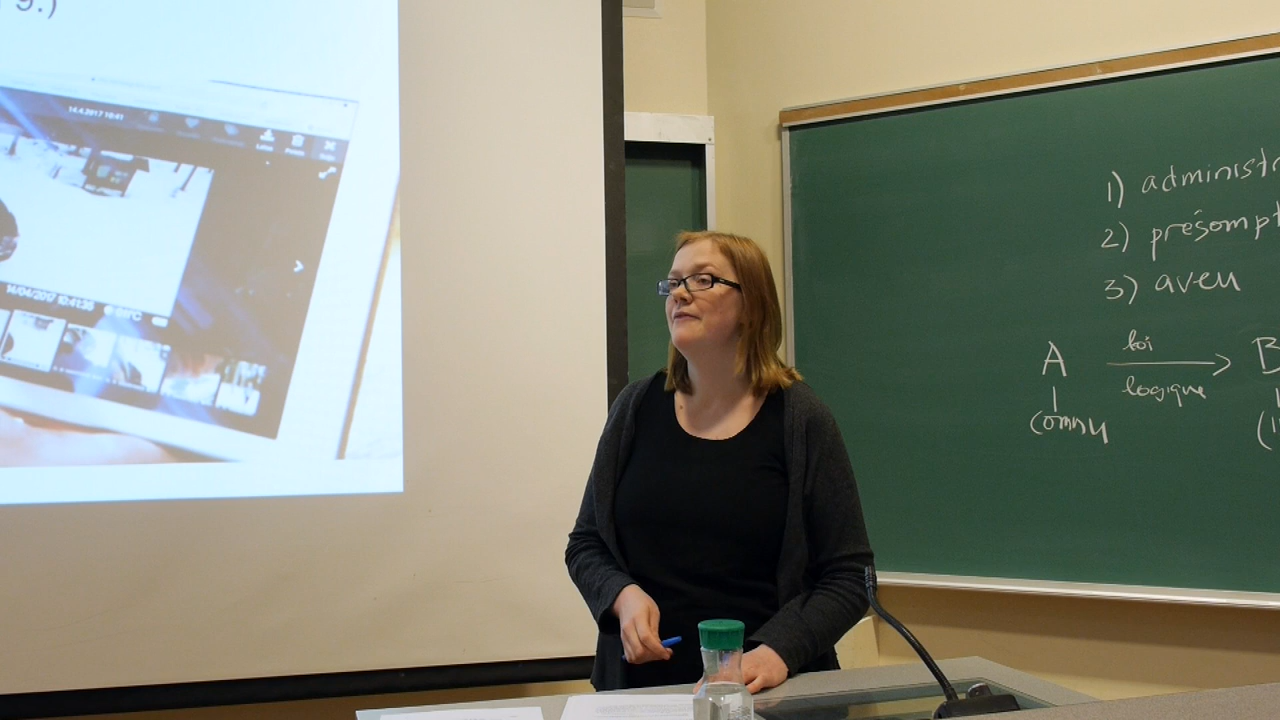 9.)
14.4.2017 10:41
14/04/2017 10:41:35
1) administr
2) présompt
3) aveu
A loi B
logique